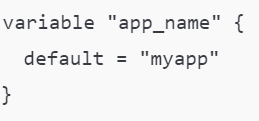 variable "app_name" {
  default = "myapp"
}